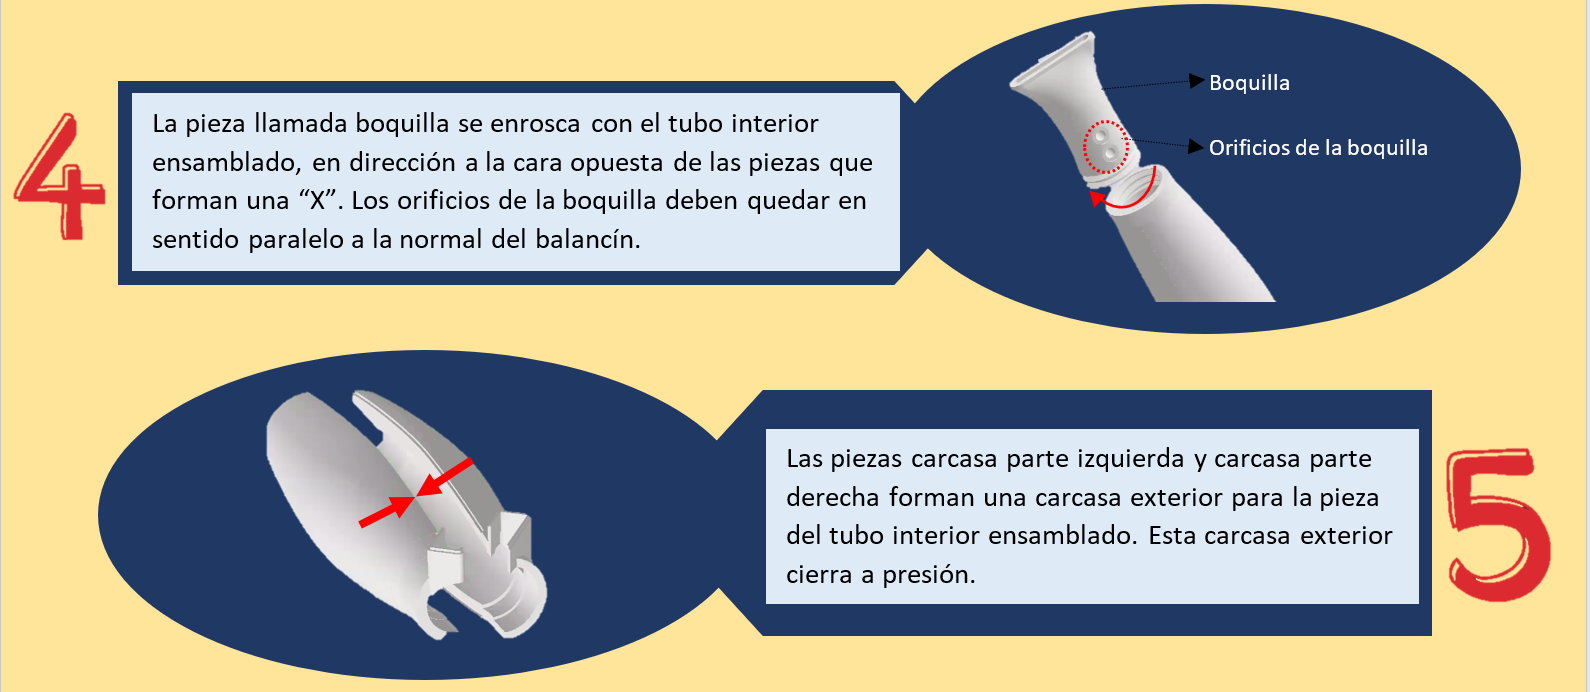 4
La pieza llamada boquilla se enrosca con el tubo interior
ensamblado, en dirección a la cara opuesta de las piezas que
forman una “X”. Los orificios de la boquilla deben quedar en
sentido paralelo a la normal del balancín.
Boquilla
Orificios de la boquilla
Las piezas carcasa parte izquierda y carcasa parte
derecha forman una carcasa exterior para la pieza
del tubo interior ensamblado. Esta carcasa exterior
cierra a presión.
5